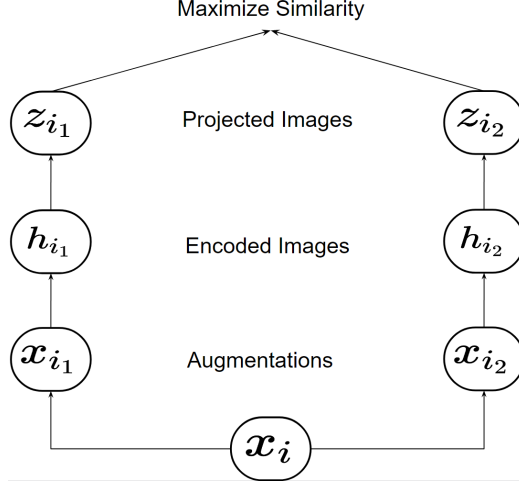 Maximize Similarity
z_{i_1} Projected Images z_{i_2}
h_{i_1} Encoded Images h_{i_2}
x_{i_1} Augmentations x_{i_2}
x_i